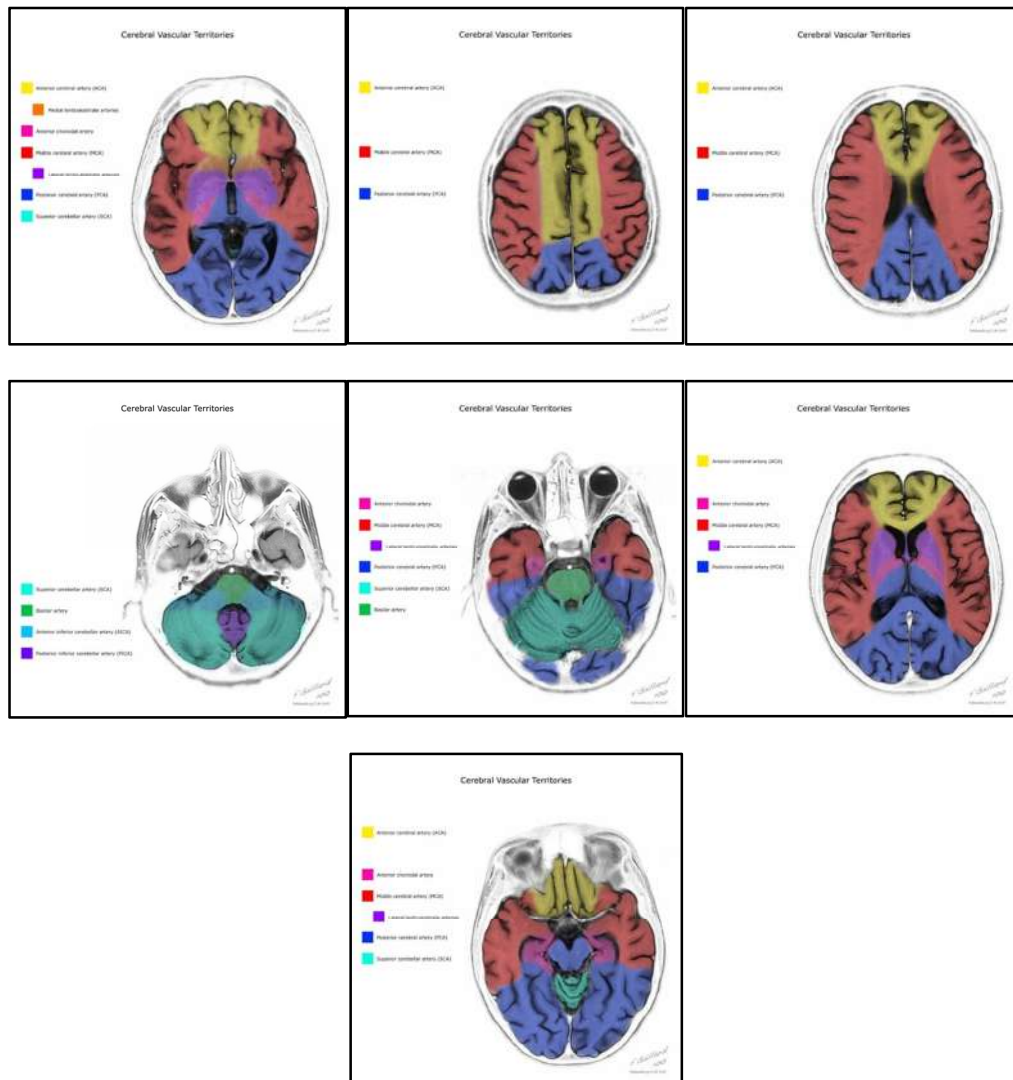 Cerebral Vascular Territories
Anterior cerebral artery (ACA)
Medial lenticulostriate arteries
Anterior choroidal artery
Middle cerebral artery (MCA)
Posterior cerebral artery (PCA)
Superior cerebellar artery (SCA)
Cerebral Vascular Territories
Anterior cerebral artery (ACA)
Middle cerebral artery (MCA)
Posterior cerebral artery (PCA)
Cerebral Vascular Territories
Anterior cerebral artery (ACA)
Middle cerebral artery (MCA)
Posterior cerebral artery (PCA)
Cerebral Vascular Territories
Superior cerebellar artery (SCA)
Basilar artery
Anterior inferior cerebellar artery (AICA)
Posterior inferior cerebellar artery (PICA)
Cerebral Vascular Territories
Anterior choroidal artery
Middle cerebral artery (MCA)
Posterior cerebral artery (PCA)
Superior cerebellar artery (SCA)
Basilar artery
Cerebral Vascular Territories
Anterior cerebral artery (ACA)
Anterior choroidal artery
Middle cerebral artery (MCA)
Posterior cerebral artery (PCA)
Cerebral Vascular Territories
Anterior cerebral artery (ACA)
Anterior choroidal artery
Middle cerebral artery (MCA)
Posterior cerebral artery (PCA)
Superior cerebellar artery (SCA)